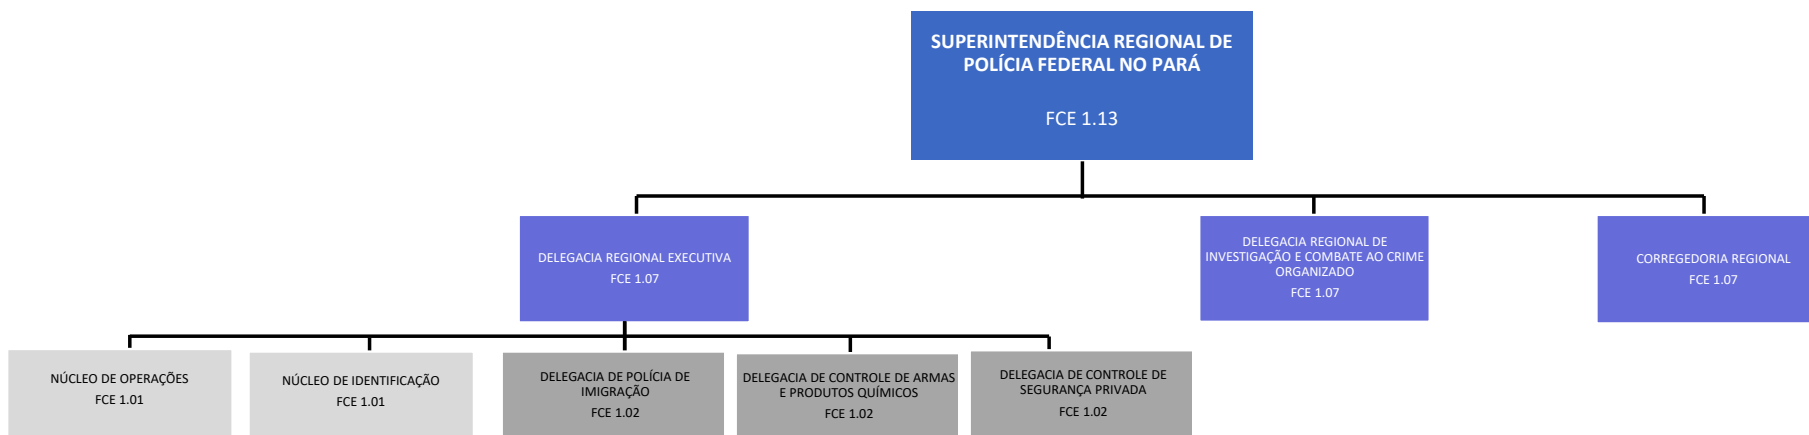 SUPERINTENDÊNCIA REGIONAL DE
POLÍCIA FEDERAL NO PARÁ
FCE 1.13
DELEGACIA REGIONAL EXECUTIVA
FCE 1.07
DELEGACIA REGIONAL DE
INVESTIGAÇÃO E COMBATE AO CRIME
ORGANIZADO
FCE 1.07
CORREGEDORIA REGIONAL
FCE 1.07
NÚCLEO DE OPERAÇÕES
FCE 1.01
NÚCLEO DE IDENTIFICAÇÃO
FCE 1.01
DELEGACIA DE POLÍCIA DE
IMIGRAÇÃO
FCE 1.02
DELEGACIA DE CONTROLE DE ARMAS
E PRODUTOS QUÍMICOS
FCE 1.02
DELEGACIA DE CONTROLE DE
SEGURANÇA PRIVADA
FCE 1.02